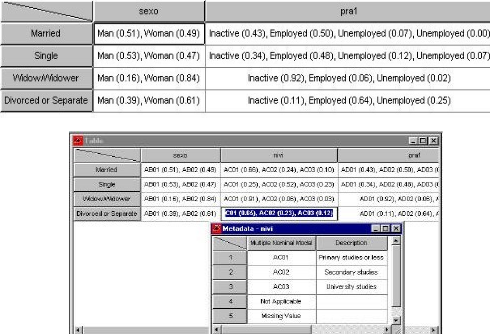 sexo pra1
Married Man (0.51), Woman (0.49) Inactive (0.43), Employed (0.50), Unemployed (0.07), Unemployed (0.00)
Single Man (0.53), Woman (0.47) Inactive (0.34), Employed (0.48), Unemployed (0.12), Unemployed (0.07)
Widow/Widower Man (0.16), Woman (0.84) Inactive (0.92), Employed (0.06), Unemployed (0.02)
Divorced or Separate Man (0.39), Woman (0.61) Inactive (0.11), Employed (0.64), Unemployed (0.25)
Table
sexo nivi pra1
Married AB01 (0.51), AB02 (0.49) AC01 (0.66), AC02 (0.24), AC03 (0.10) AD01 (0.43), AD02 (0.50), AD03
Single AB01 (0.53), AB02 (0.47) AC01 (0.25), AC02 (0.52), AC03 (0.23) AD01 (0.34), AD02 (0.48), AD03
Widow/Widower AB01 (0.16), AB02 (0.84) AC01 (0.91), AC02 (0.06), AC03 (0.03) AD01 (0.92), AD02 (0.06),
Divorced or Separate AB02 (0.61) AC02 (0.23), AC03 (0.12) AD01 (0.11), AD02 (0.64),
Metadata - nivi
Multiple Nominal Modal Description
1 AC01 Primary studies or less
2 AC02 Secondary studies
3 AC03 University studies
4 Not Applicable
5 Missing Value